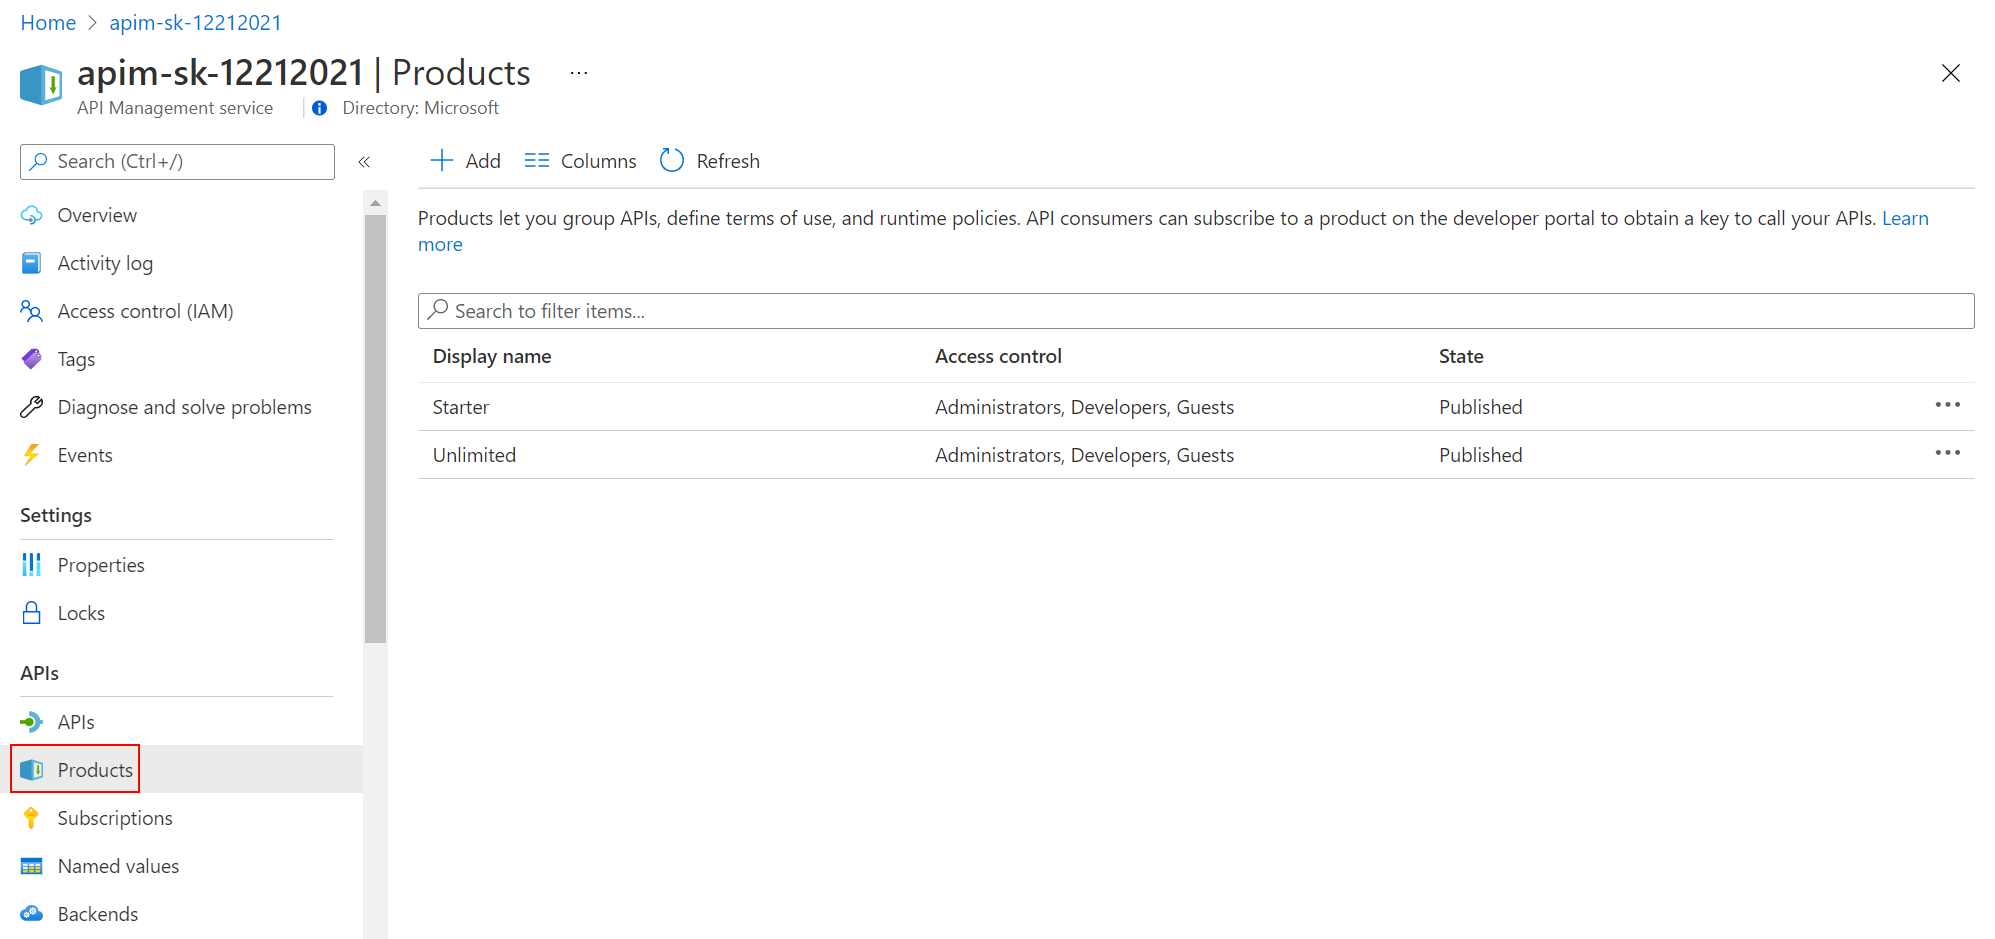 Home > apim-sk-12212021
apim-sk-12212021 | Products ...
API Management service | Directory: Microsoft
Search (Ctrl+/) «
+ Add Columns Refresh
Overview
Activity log
Access control (IAM)
Tags
Diagnose and solve problems
Events
Settings
Properties
Locks
APIs
APIs
Products
Subscriptions
Named values
Backends
Products let you group APIs, define terms of use, and runtime policies. API consumers can subscribe to a product on the developer portal to obtain a key to call your APIs. Learn
more
Search to filter items...
Display name Access control State
Starter Administrators, Developers, Guests Published ...
Unlimited Administrators, Developers, Guests Published ...